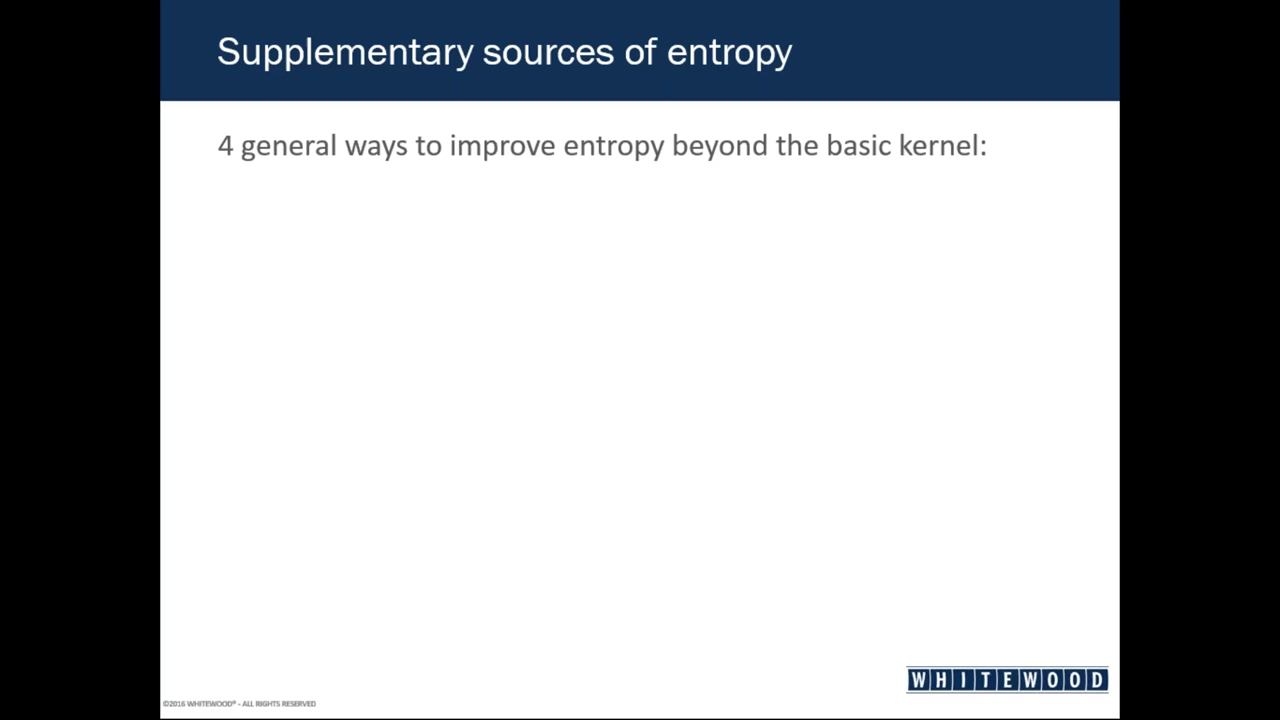 Supplementary sources of entropy
4 general ways to improve entropy beyond the basic kernel:
WHITEWOOD
©2016 WHITEWOOD® - ALL RIGHTS RESERVED